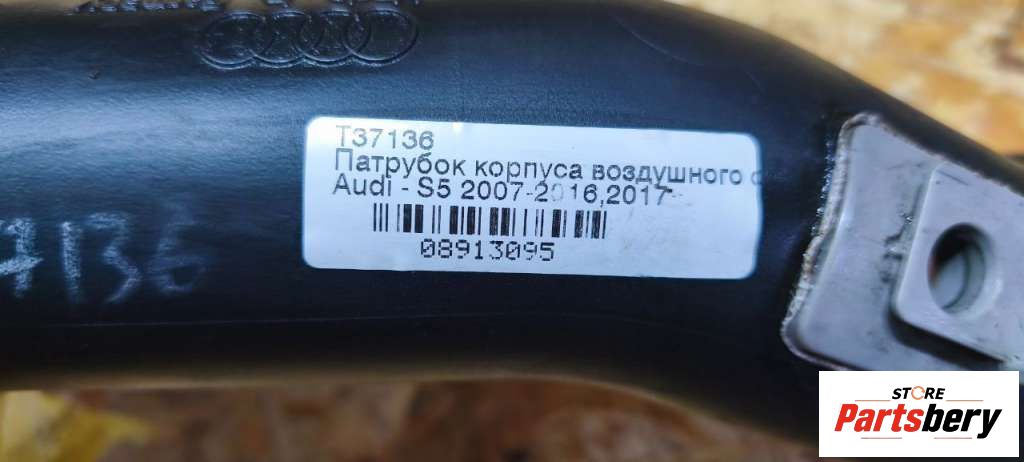 T37136
Патрубок корпуса воздушного
Audi - S5 2007-2016,2017-
08913095
7136
STORE
Partsbery